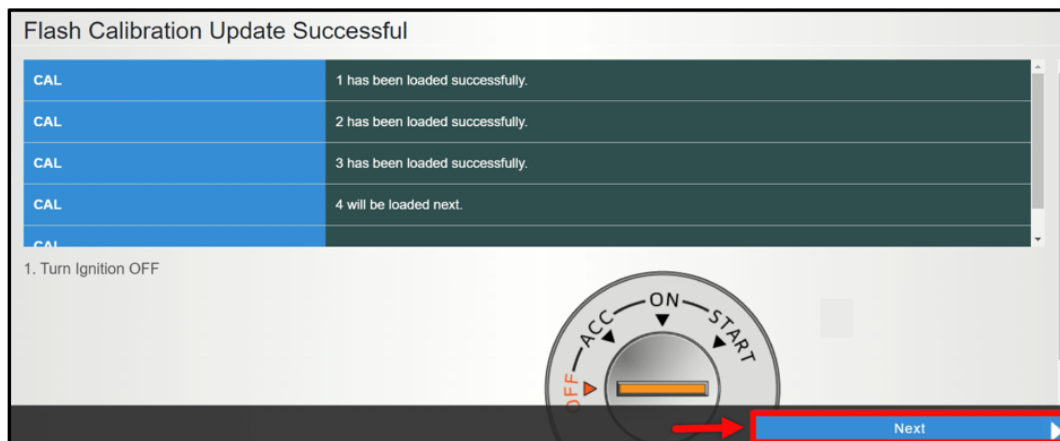 Flash Calibration Update Successful
CAL 1 has been loaded successfully.
CAL 2 has been loaded successfully.
CAL 3 has been loaded successfully.
CAL 4 will be loaded next.
CAL
1. Turn Ignition OFF
OFF ACC ON START
Next